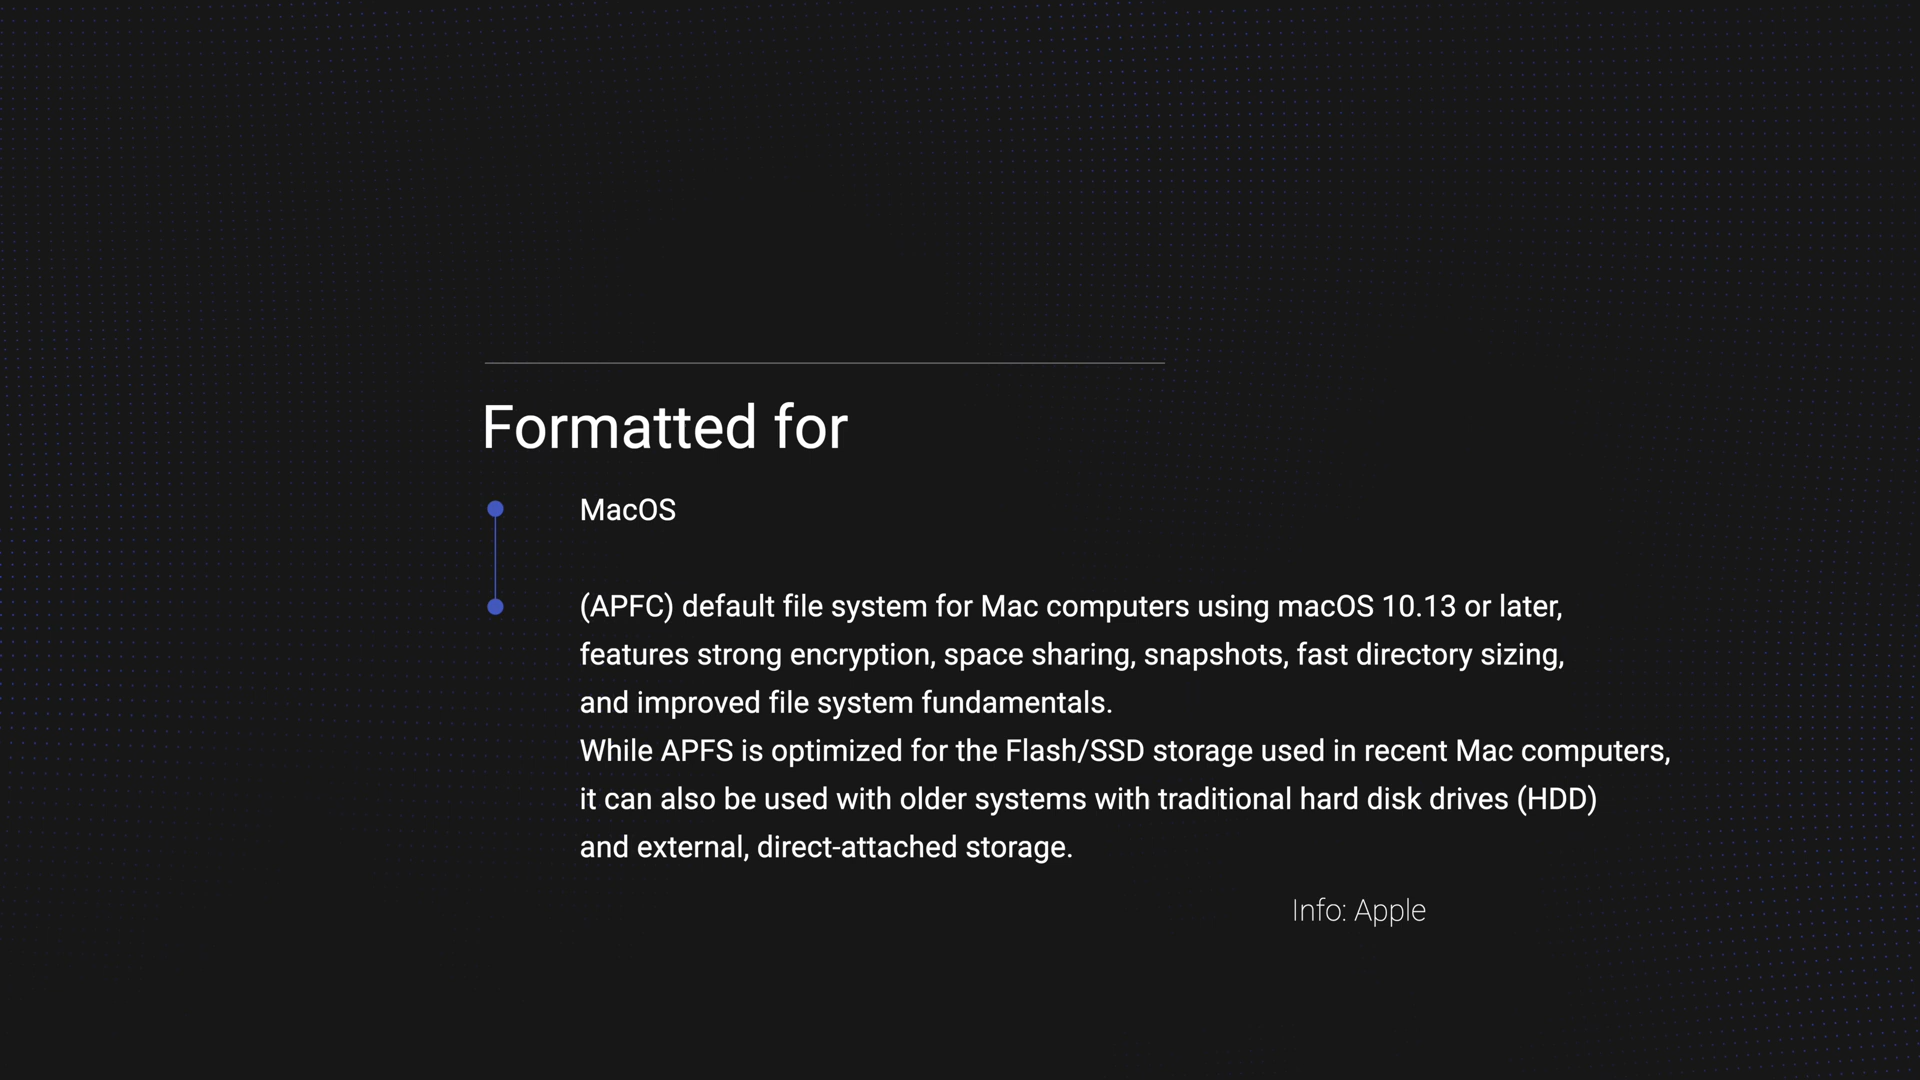 Formatted for
MacOS
(APFC) default file system for Mac computers using macOS 10.13 or later,
features strong encryption, space sharing, snapshots, fast directory sizing,
and improved file system fundamentals.
While APFS is optimized for the Flash/SSD storage used in recent Mac computers,
it can also be used with older systems with traditional hard disk drives (HDD)
and external, direct-attached storage.
Info: Apple